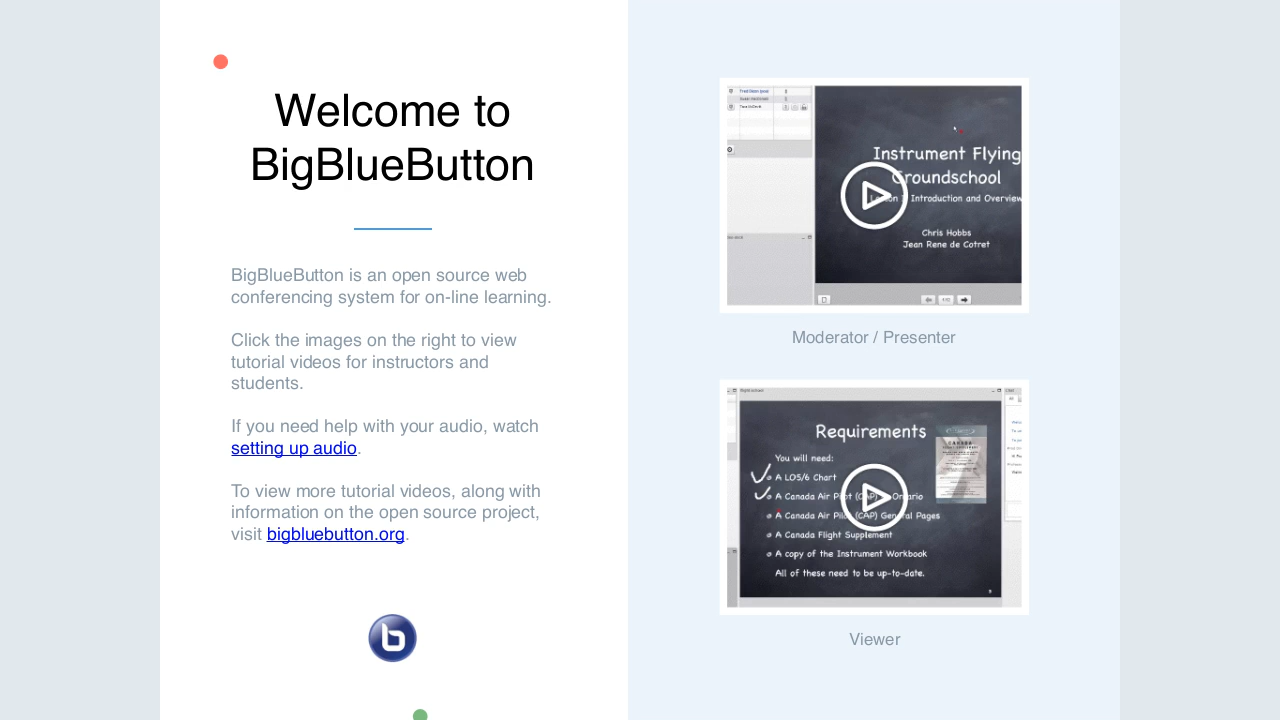 Welcome to
BigBlueButton
BigBlueButton is an open source web
conferencing system for on-line learning.
Click the images on the right to view
tutorial videos for instructors and
students.
If you need help with your audio, watch
setting up audio.
To view more tutorial videos, along with
information on the open source project,
visit bigbluebutton.org.
Instrument Flying
Groundschool
Introduction and Overview
Chris Hobbs
Jean Rene de Cotret
Moderator / Presenter
Requirements
You will need:
A LO5/6 Chart
A Canada Air Pilot (CAP) Ontario
A Canada Air Pilot (CAP) General Pages
A Canada Flight Supplement
A copy of the Instrument Workbook
All of these need to be up-to-date.
Viewer